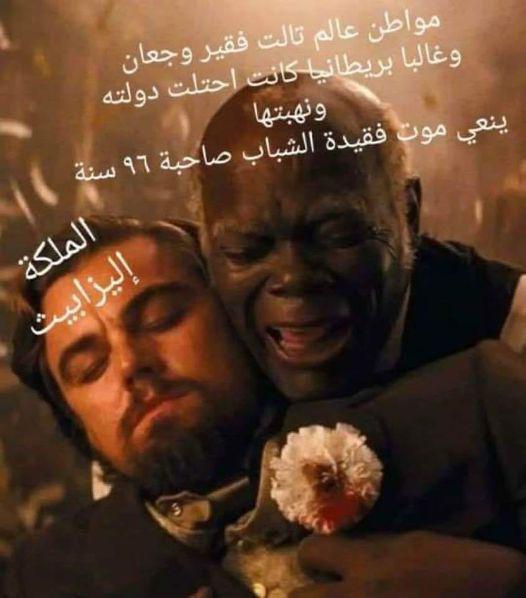 مواطن عالم تالت فقير وجعان
وغالبا بريطانيا كانت احتلت دولته
ونهبتها
ينعي موت فقيدة الشباب صاحبة ٩٦ سنة
الملكة
إليزابيث